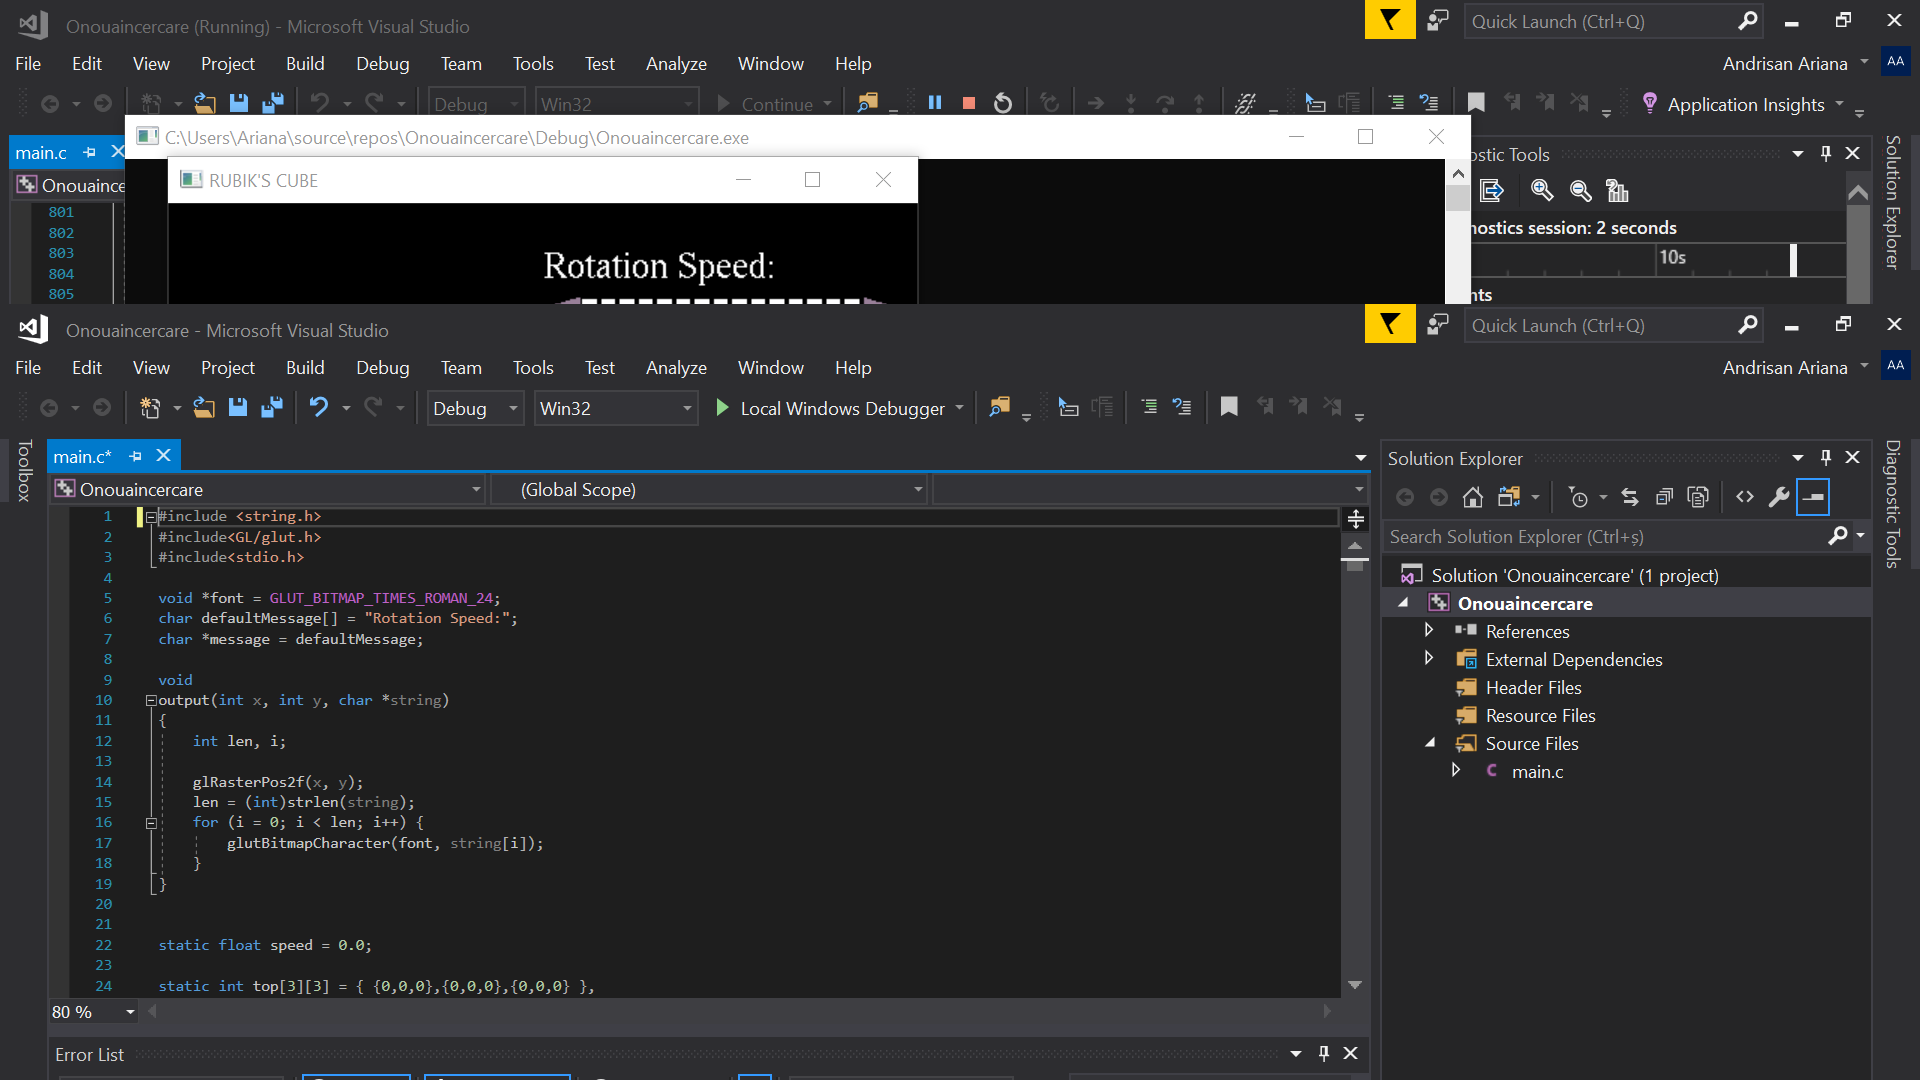 Onouaincercare (Running) - Microsoft Visual Studio
Quick Launch (Ctrl+Q)
File Edit View Project Build Debug Team Tools Test Analyze Window Help
Andrisan Ariana AA
Debug Win32 Continue
Application Insights
C:\Users\Ariana\source\repos\Onouaincercare\Debug\Onouaincercare.exe
main.c
ostic Tools
RUBIK'S CUBE
Onouaince
801
802
nostics session: 2 seconds
803
Rotation Speed:
10s
804
805
nts
Onouaincercare - Microsoft Visual Studio
Quick Launch (Ctrl+Q)
File Edit View Project Build Debug Team Tools Test Analyze Window Help
Andrisan Ariana AA
Debug Win32 Local Windows Debugger
Solution Explorer
Toolbox
main.c*
Solution Explorer
Diagnostic Tools
Onouaincercare (Global Scope)
Search Solution Explorer (Ctrl+ș)
Solution 'Onouaincercare' (1 project)
Onouaincercare
References
External Dependencies
Header Files
Resource Files
Source Files
C main.c
1 #include <string.h>
2 #include<GL/glut.h>
3 #include<stdio.h>
4
5 void *font = GLUT_BITMAP_TIMES_ROMAN_24;
6 char defaultMessage[] = "Rotation Speed:";
7 char *message = defaultMessage;
8
9 void
10 output(int x, int y, char *string)
11 {
12 int len, i;
13
14 glRasterPos2f(x, y);
15 len = (int)strlen(string);
16 for (i = 0; i < len; i++) {
17 glutBitmapCharacter(font, string[i]);
18 }
19 }
20
21
22 static float speed = 0.0;
23
24 static int top[3][3] = { {0,0,0},{0,0,0},{0,0,0} },
80 %
Error List